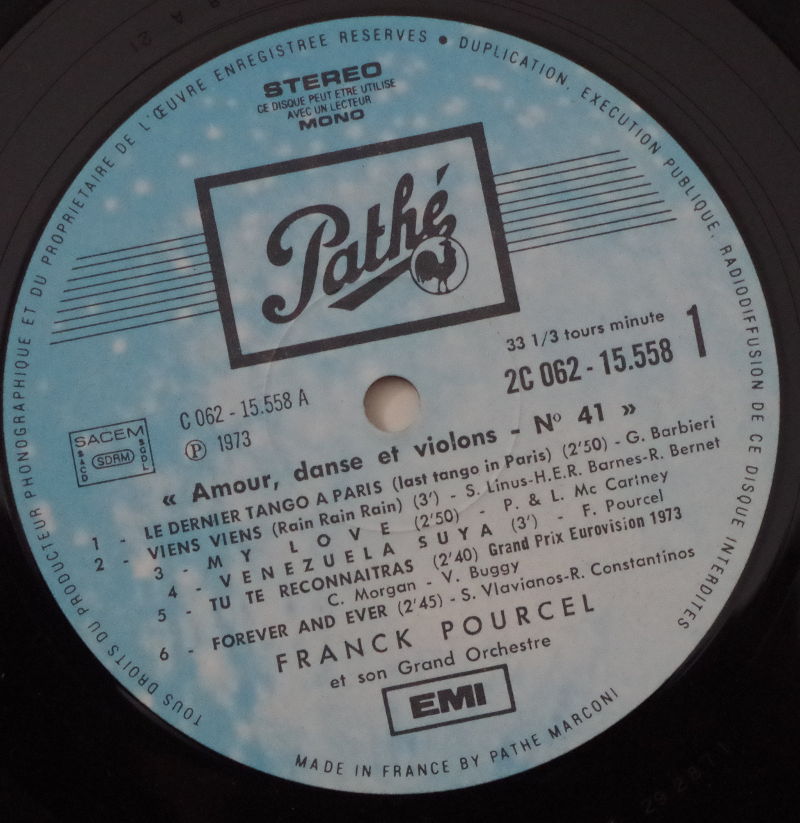 TOUS DROITS DU PRODUCTEUR PHONOGRAPHIQUE ET DU PROPRIETAIRE DE L'ŒUVRE ENREGISTREE RESERVES • DUPLICATION, EXECUTION PUBLIQUE, RADIODIFFUSION DE CE DISQUE INTERDITES
STEREO
CE DISQUE PEUT ETRE UTILISE
AVEC UN LECTEUR
MONO
Pathé
33 1/3 tours minute
2C 062 - 15.558 1
C 062 - 15.558 A
℗ 1973
SACEM
SACD SDRM SGDL
« Amour, danse et violons - N° 41 »
1 - LE DERNIER TANGO A PARIS (last tango in Paris) (2'50) - G. Barbieri
2 - VIENS VIENS (Rain Rain Rain) (3') - S. Linus-H.E.R. Barnes-R. Bernet
3 - MY LOVE (2'50) - P. & L. Mc Cartney
4 - VENEZUELA SUYA (3') - F. Pourcel
5 - TU TE RECONNAITRAS (2'40) Grand Prix Eurovision 1973
C. Morgan - V. Buggy
6 - FOREVER AND EVER (2'45) - S. Vlavianos-R. Constantinos
FRANCK POURCEL
et son Grand Orchestre
EMI
MADE IN FRANCE BY PATHE MARCONI